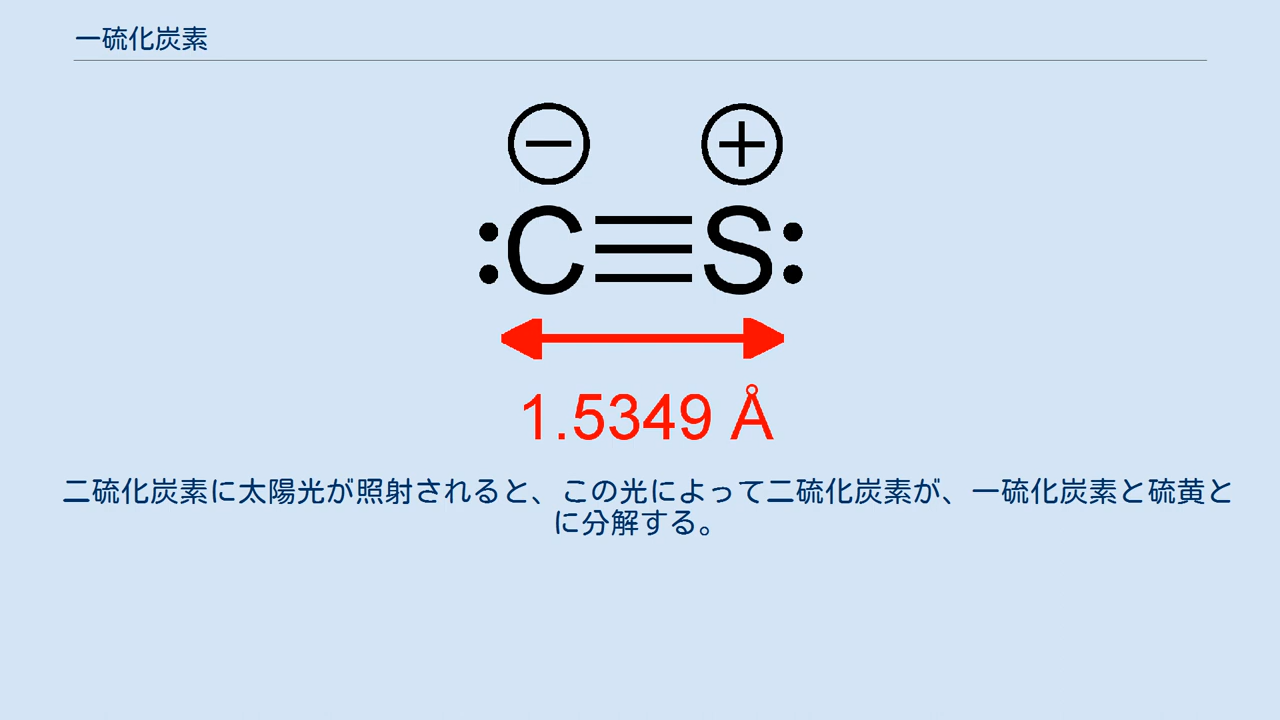 一硫化炭素
⊖ ⊕
:C≡S:
1.5349 Å
二硫化炭素に太陽光が照射されると、この光によって二硫化炭素が、一硫化炭素と硫黄と
に分解する。